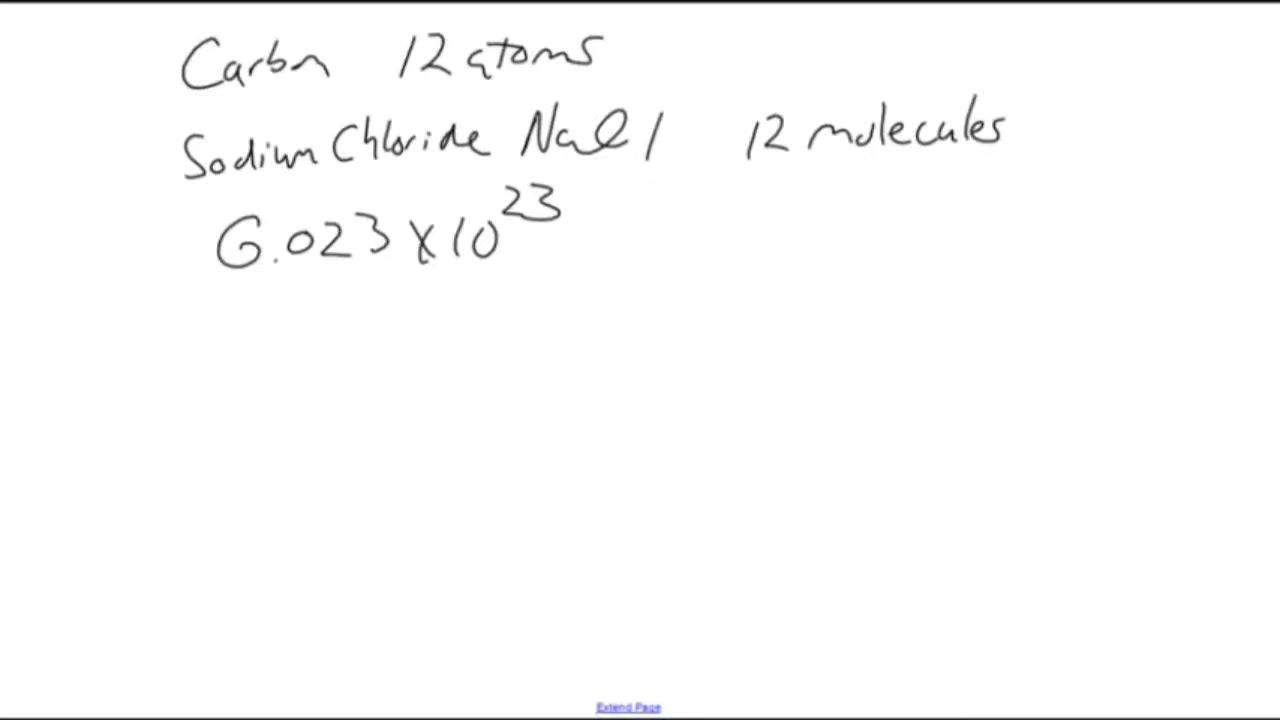 Carbon 12 atoms
Sodium Chloride NaCl 12 molecules
6.023 x 10^23
Extend Page